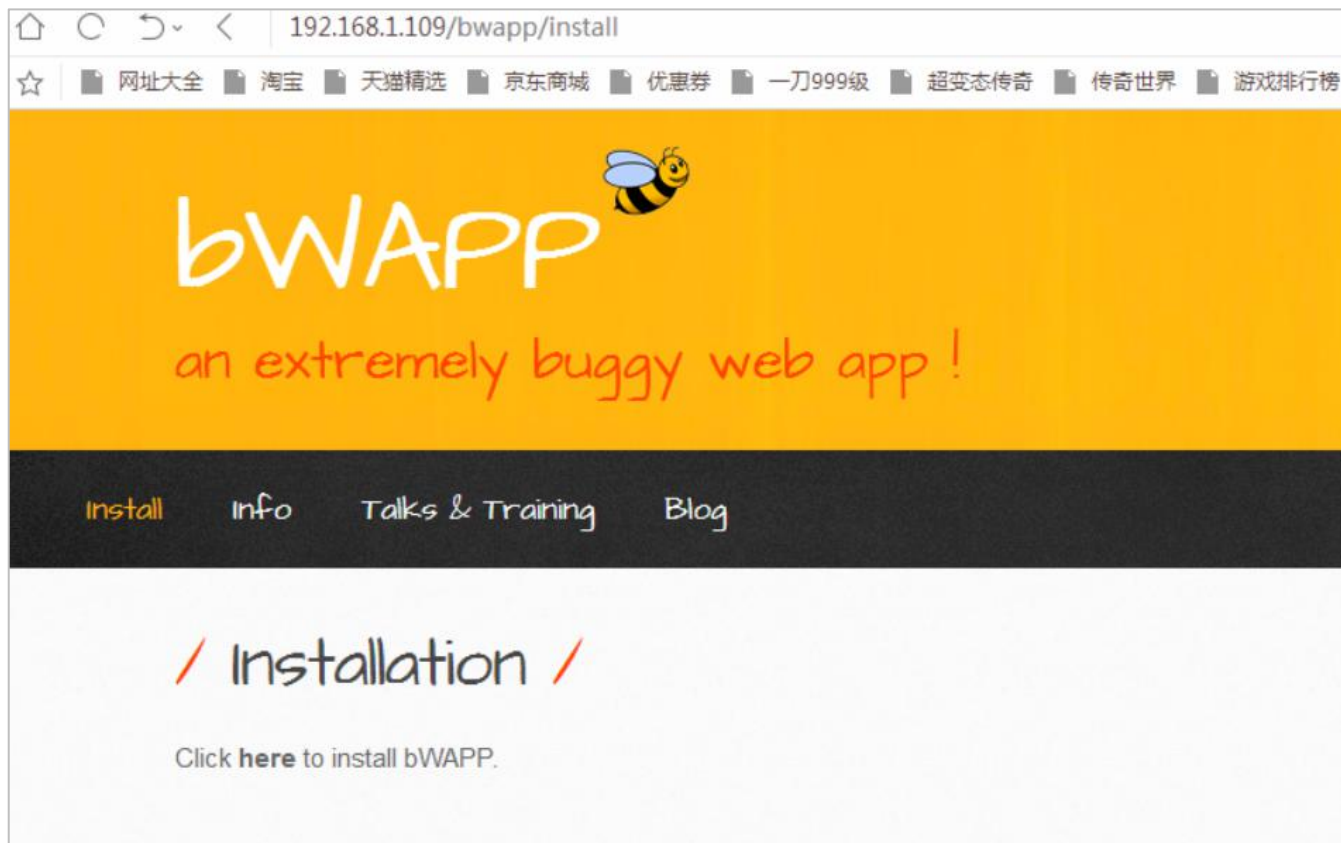 192.168.1.109/bwapp/install
网址大全 淘宝 天猫精选 京东商城 优惠券 一刀999级 超变态传奇 传奇世界 游戏排行榜
bWAPP
an extremely buggy web app !
Install Info Talks & Training Blog
/ Installation /
Click here to install bWAPP.